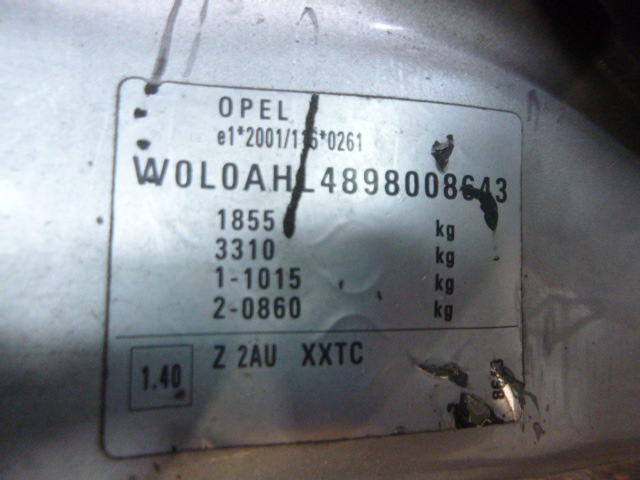 OPEL
e1*2001/116*0261
W0L0AHL4898008643
1855 kg
3310 kg
1-1015 kg
2-0860 kg
1.40 Z 2AU XXTC